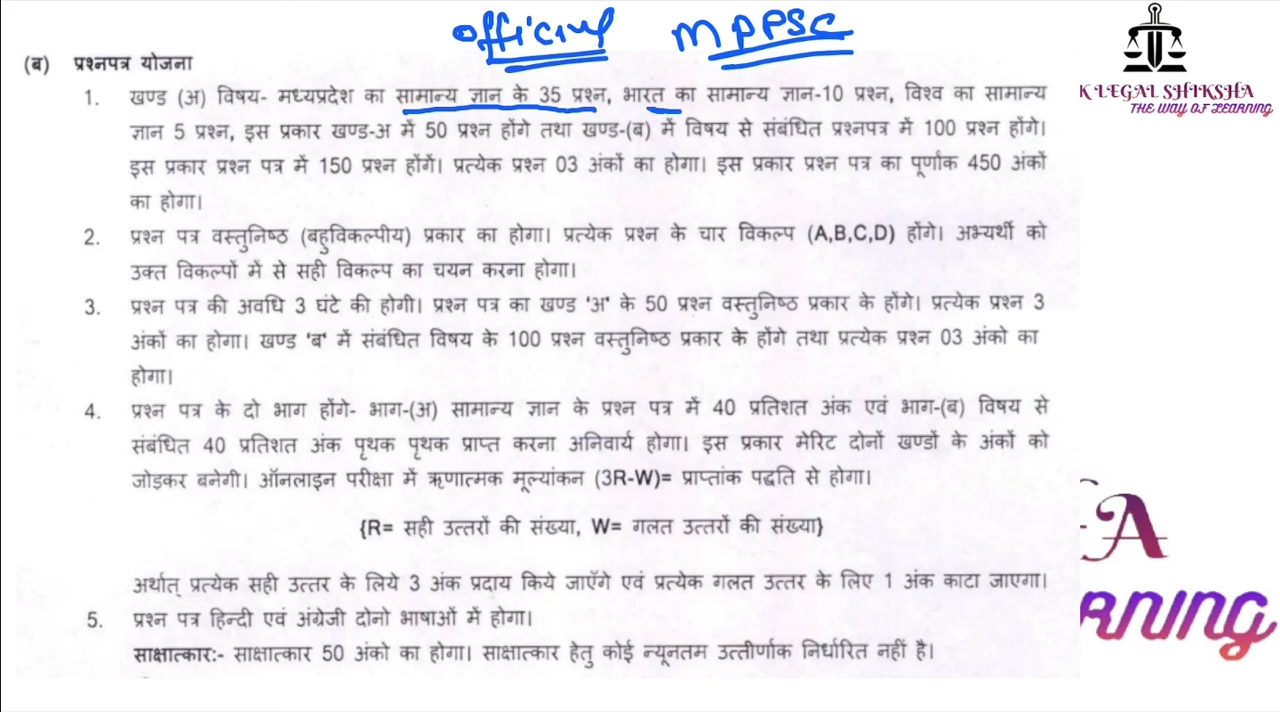 official MPPSC
K LEGAL SHIKSHA
THE WAY OF LEARNING
(ब) प्रश्नपत्र योजना
1. खण्ड (अ) विषय- मध्यप्रदेश का सामान्य ज्ञान के 35 प्रश्न, भारत का सामान्य ज्ञान-10 प्रश्न, विश्व का सामान्य
ज्ञान 5 प्रश्न, इस प्रकार खण्ड-अ में 50 प्रश्न होंगे तथा खण्ड-(ब) में विषय से संबंधित प्रश्नपत्र में 100 प्रश्न होंगे।
इस प्रकार प्रश्न पत्र में 150 प्रश्न होंगें। प्रत्येक प्रश्न 03 अंकों का होगा। इस प्रकार प्रश्न पत्र का पूर्णांक 450 अंकों
का होगा।
2. प्रश्न पत्र वस्तुनिष्ठ (बहुविकल्पीय) प्रकार का होगा। प्रत्येक प्रश्न के चार विकल्प (A,B,C,D) होंगे। अभ्यर्थी को
उक्त विकल्पों में से सही विकल्प का चयन करना होगा।
3. प्रश्न पत्र की अवधि 3 घंटे की होगी। प्रश्न पत्र का खण्ड 'अ' के 50 प्रश्न वस्तुनिष्ठ प्रकार के होंगे। प्रत्येक प्रश्न 3
अंकों का होगा। खण्ड 'ब' में संबंधित विषय के 100 प्रश्न वस्तुनिष्ठ प्रकार के होंगे तथा प्रत्येक प्रश्न 03 अंको का
होगा।
4. प्रश्न पत्र के दो भाग होंगे- भाग-(अ) सामान्य ज्ञान के प्रश्न पत्र में 40 प्रतिशत अंक एवं भाग-(ब) विषय से
संबंधित 40 प्रतिशत अंक पृथक पृथक प्राप्त करना अनिवार्य होगा। इस प्रकार मेरिट दोनों खण्डों के अंकों को
जोड़कर बनेगी। ऑनलाइन परीक्षा में ऋणात्मक मूल्यांकन (3R-W)= प्राप्तांक पद्धति से होगा।
{R= सही उत्तरों की संख्या, W= गलत उत्तरों की संख्या}
अर्थात् प्रत्येक सही उत्तर के लिये 3 अंक प्रदाय किये जाएँगे एवं प्रत्येक गलत उत्तर के लिए 1 अंक काटा जाएगा।
5. प्रश्न पत्र हिन्दी एवं अंग्रेजी दोनो भाषाओं में होगा।
साक्षात्कार:- साक्षात्कार 50 अंको का होगा। साक्षात्कार हेतु कोई न्यूनतम उत्तीर्णांक निर्धारित नहीं है।
A
RNING